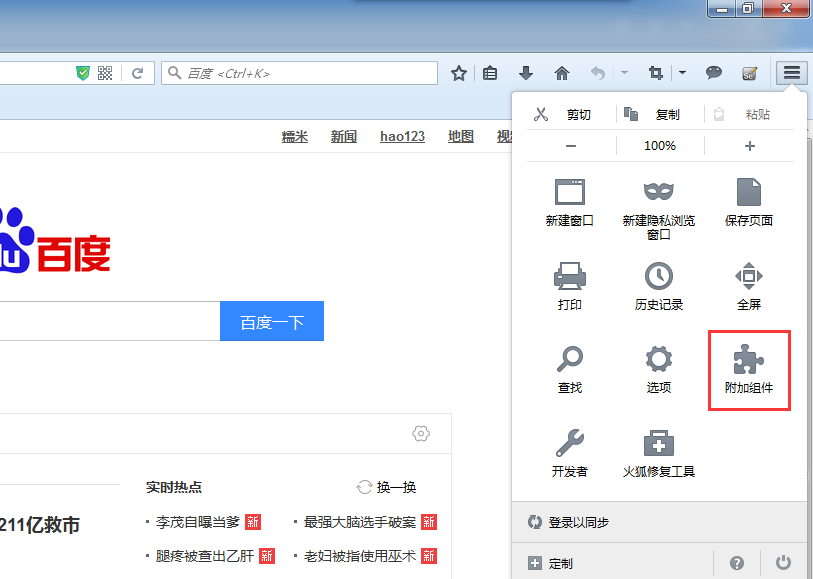 百度 <Ctrl+K>
剪切 复制 粘贴
− 100% +
糯米 新闻 hao123 地图
新建窗口 新建隐私浏览窗口 保存页面
打印 历史记录 全屏
查找 选项 附加组件
开发者 火狐修复工具
登录以同步
定制
du百度
百度一下
实时热点 换一换
211亿救市
李茂自曝当爹 新 最强大脑选手破案 新
腿疼被查出乙肝 新 老妇被指使用巫术 新